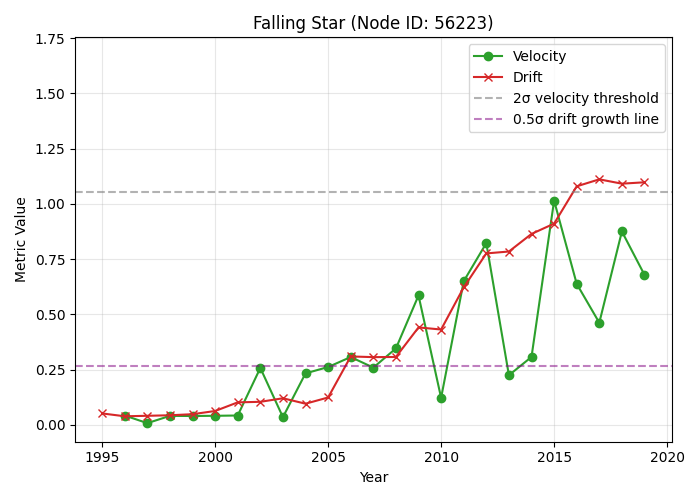 Falling Star (Node ID: 56223)
1.75
1.50
1.25
1.00
0.75
0.50
0.25
0.00
Metric Value
Velocity
Drift
2σ velocity threshold
0.5σ drift growth line
1995 2000 2005 2010 2015 2020
Year